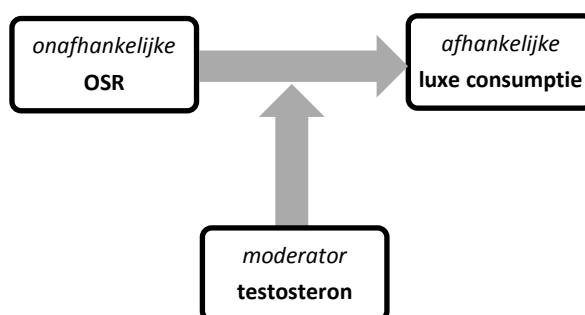 onafhankelijke
OSR
afhankelijke
luxe consumptie
moderator
testosteron